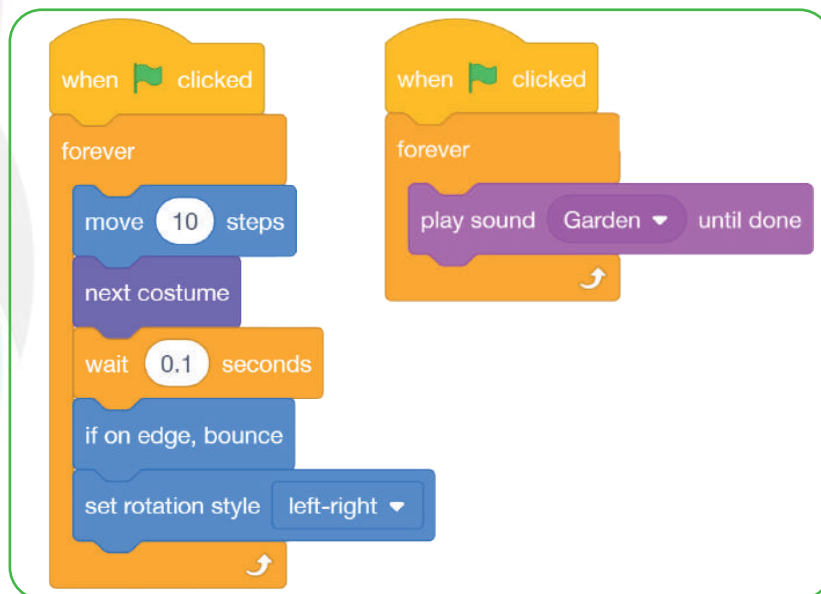 when clicked
forever
move 10 steps
next costume
wait 0.1 seconds
if on edge, bounce
set rotation style left-right
when clicked
forever
play sound Garden until done